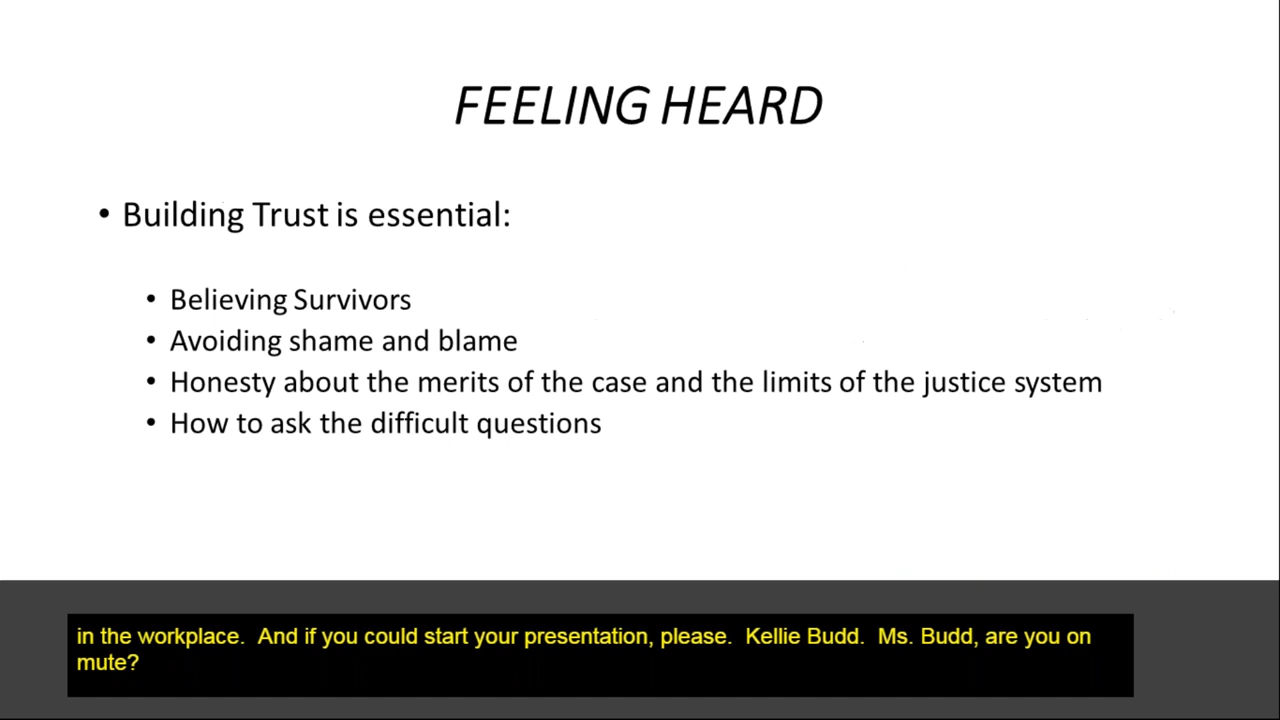 FEELING HEARD
• Building Trust is essential:
• Believing Survivors
• Avoiding shame and blame
• Honesty about the merits of the case and the limits of the justice system
• How to ask the difficult questions
in the workplace.  And if you could start your presentation, please.  Kellie Budd.  Ms. Budd, are you on
mute?